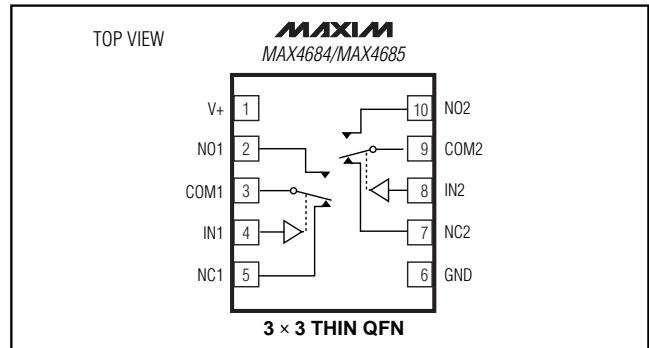 TOP VIEW
MAXIM
MAX4684/MAX4685
V+ 1
NO1 2
COM1 3
IN1 4
NC1 5
10 NO2
9 COM2
8 IN2
7 NC2
6 GND
3 × 3 THIN QFN